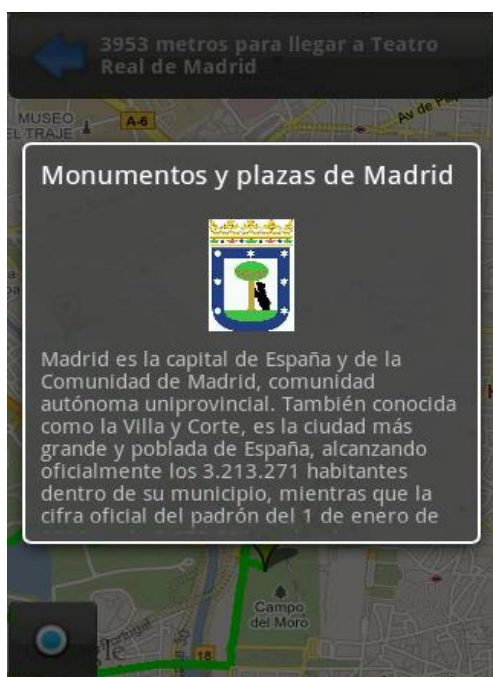 3953 metros para llegar a Teatro
Real de Madrid
MUSEO
EL TRAJE
A-6
Av de
Monumentos y plazas de Madrid
Madrid es la capital de España y de la
Comunidad de Madrid, comunidad
autónoma uniprovincial. También conocida
como la Villa y Corte, es la ciudad más
grande y poblada de España, alcanzando
oficialmente los 3.213.271 habitantes
dentro de su municipio, mientras que la
cifra oficial del padrón del 1 de enero de
Campo
del Moro
18